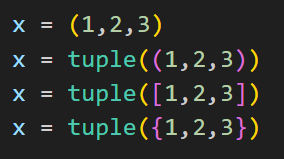 x = (1,2,3)
x = tuple((1,2,3))
x = tuple([1,2,3])
x = tuple({1,2,3})